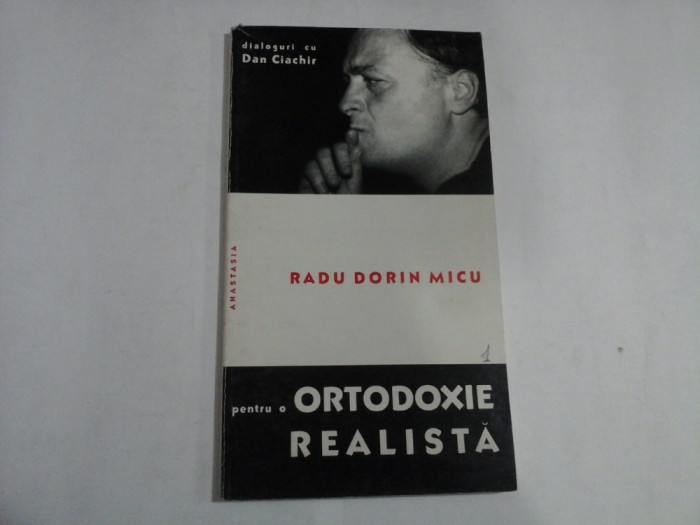 dialoguri cu
Dan Ciachir
ANASTASIA
RADU DORIN MICU
1
pentru o ORTODOXIE
REALISTĂ